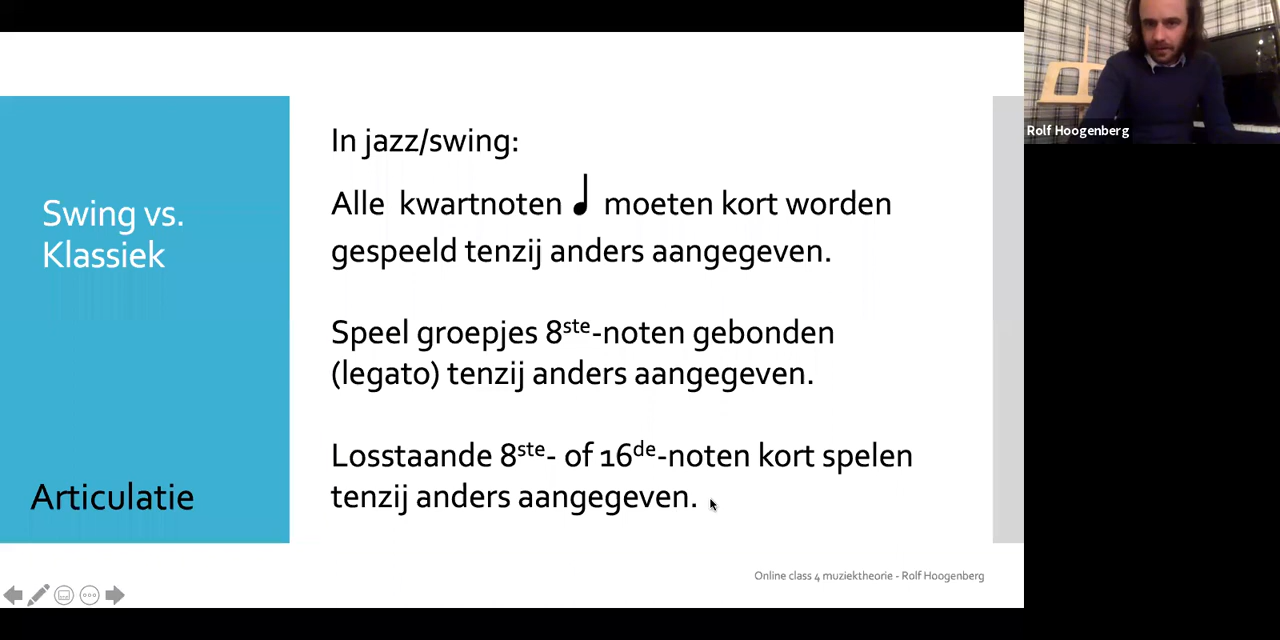 Rolf Hoogenberg
Swing vs.
Klassiek
Articulatie
In jazz/swing:
Alle kwartnoten ♩ moeten kort worden
gespeeld tenzij anders aangegeven.
Speel groepjes 8ste-noten gebonden
(legato) tenzij anders aangegeven.
Losstaande 8ste- of 16de-noten kort spelen
tenzij anders aangegeven.
Online class 4 muziektheorie - Rolf Hoogenberg